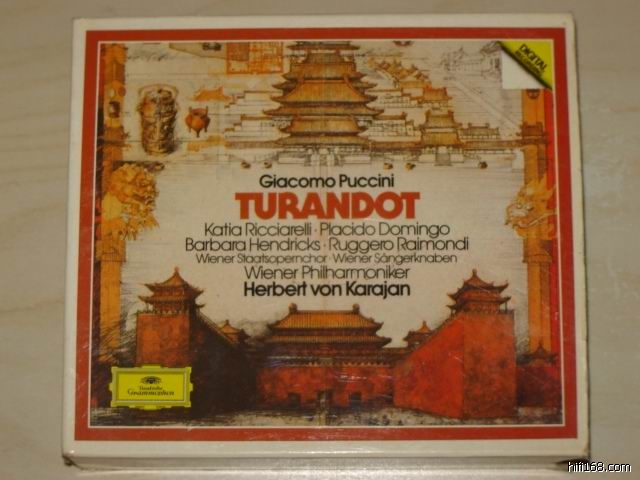 DIGITAL
RECORDING
Giacomo Puccini
TURANDOT
Katia Ricciarelli · Placido Domingo
Barbara Hendricks · Ruggero Raimondi
Wiener Staatsopernchor · Wiener Sängerknaben
Wiener Philharmoniker
Herbert von Karajan
Deutsche
Grammophon
hifi168.com